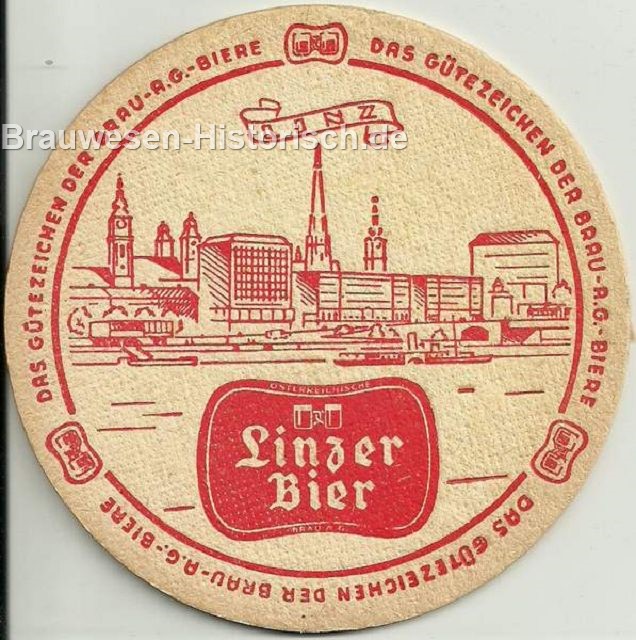 DAS GÜTEZEICHEN DER BRAU-A.G.-BIERE
DAS GÜTEZEICHEN DER BRAU-A.G.-BIERE
DAS GÜTEZEICHEN DER BRAU-A.G.-BIERE
Brauwesen-Historisch.de
LINZ
ÖSTERREICHISCHE
Linzer
Bier
BRAU A.G.